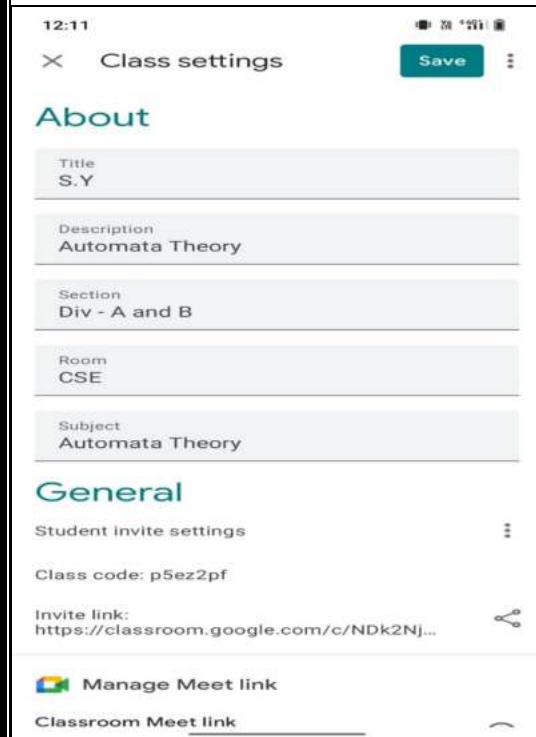 12:11
Class settings
Save
About
Title
S.Y
Description
Automata Theory
Section
Div - A and B
Room
CSE
Subject
Automata Theory
General
Student invite settings
Class code: p5ez2pf
Invite link:
https://classroom.google.com/c/NDk2Nj...
Manage Meet link
Classroom Meet link